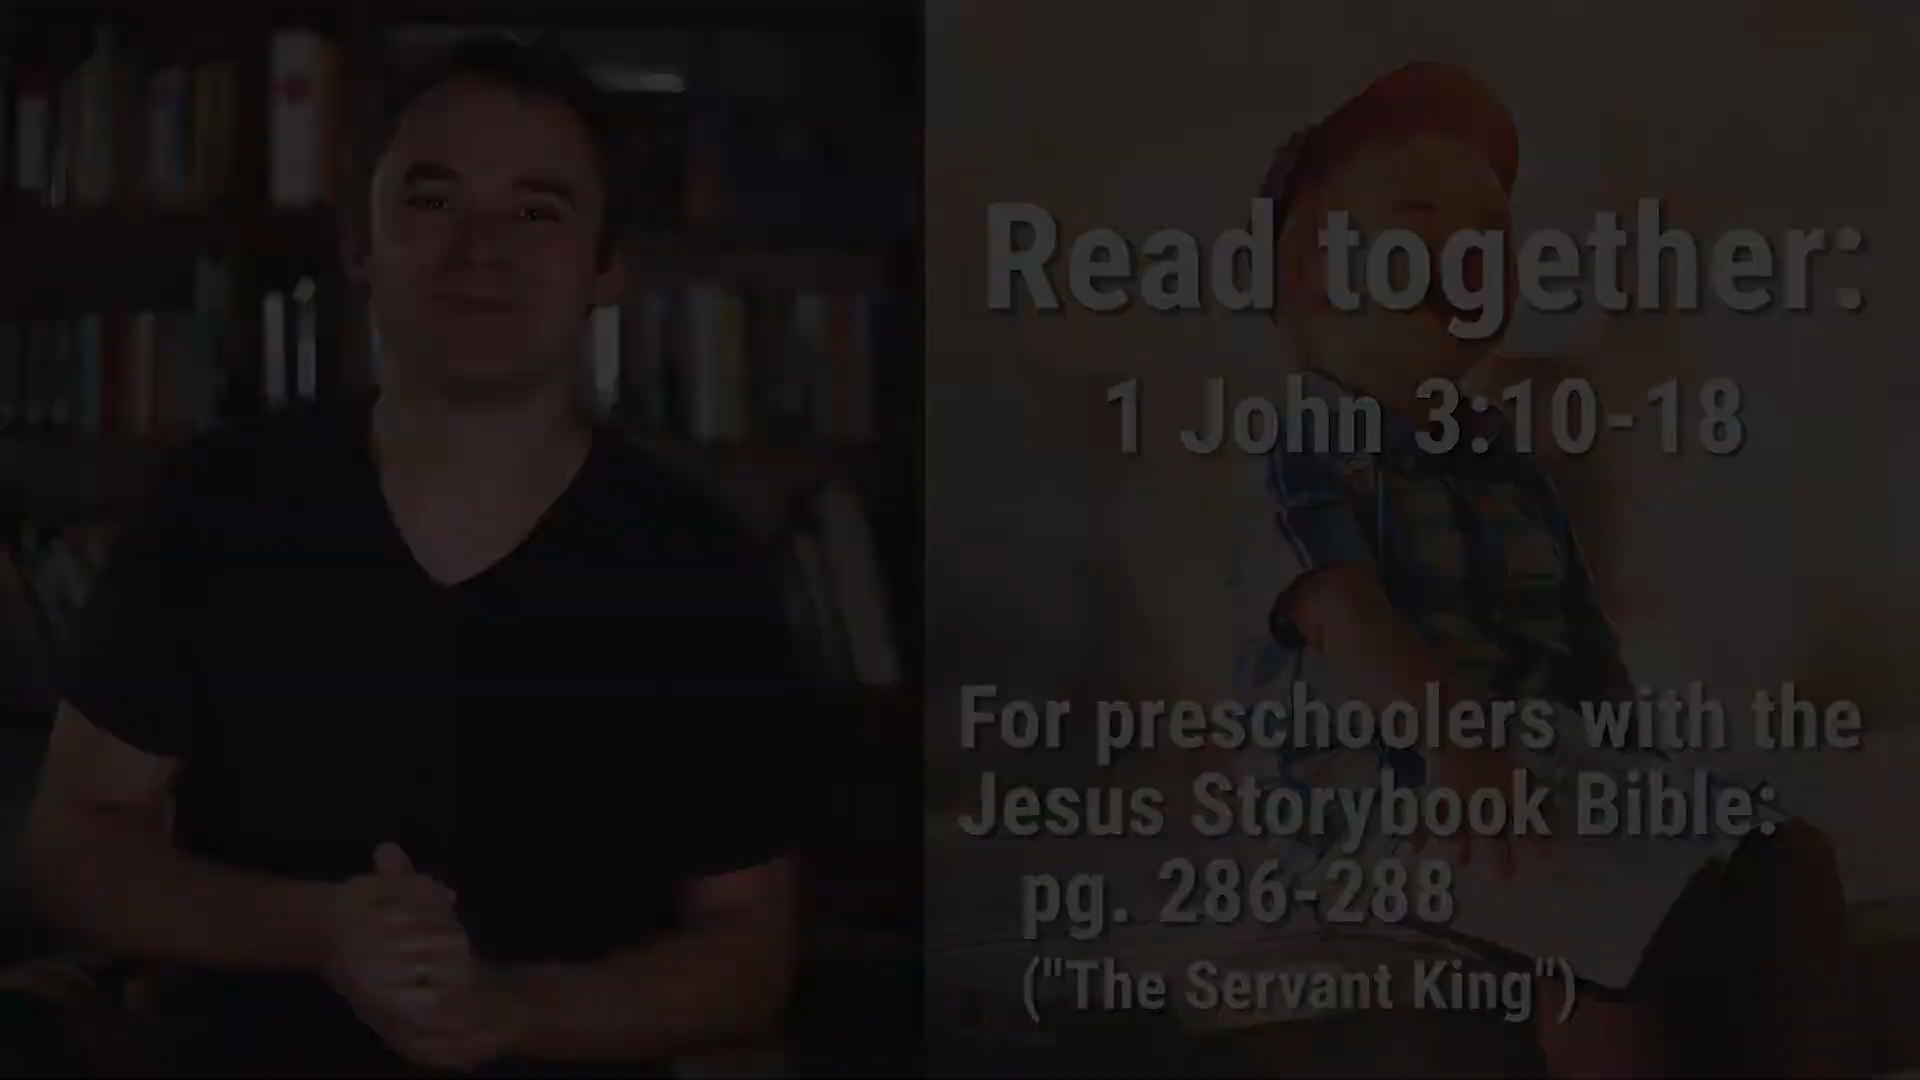 Read together:
1 John 3:10-18
For preschoolers with the
Jesus Storybook Bible:
pg. 286-288
("The Servant King")